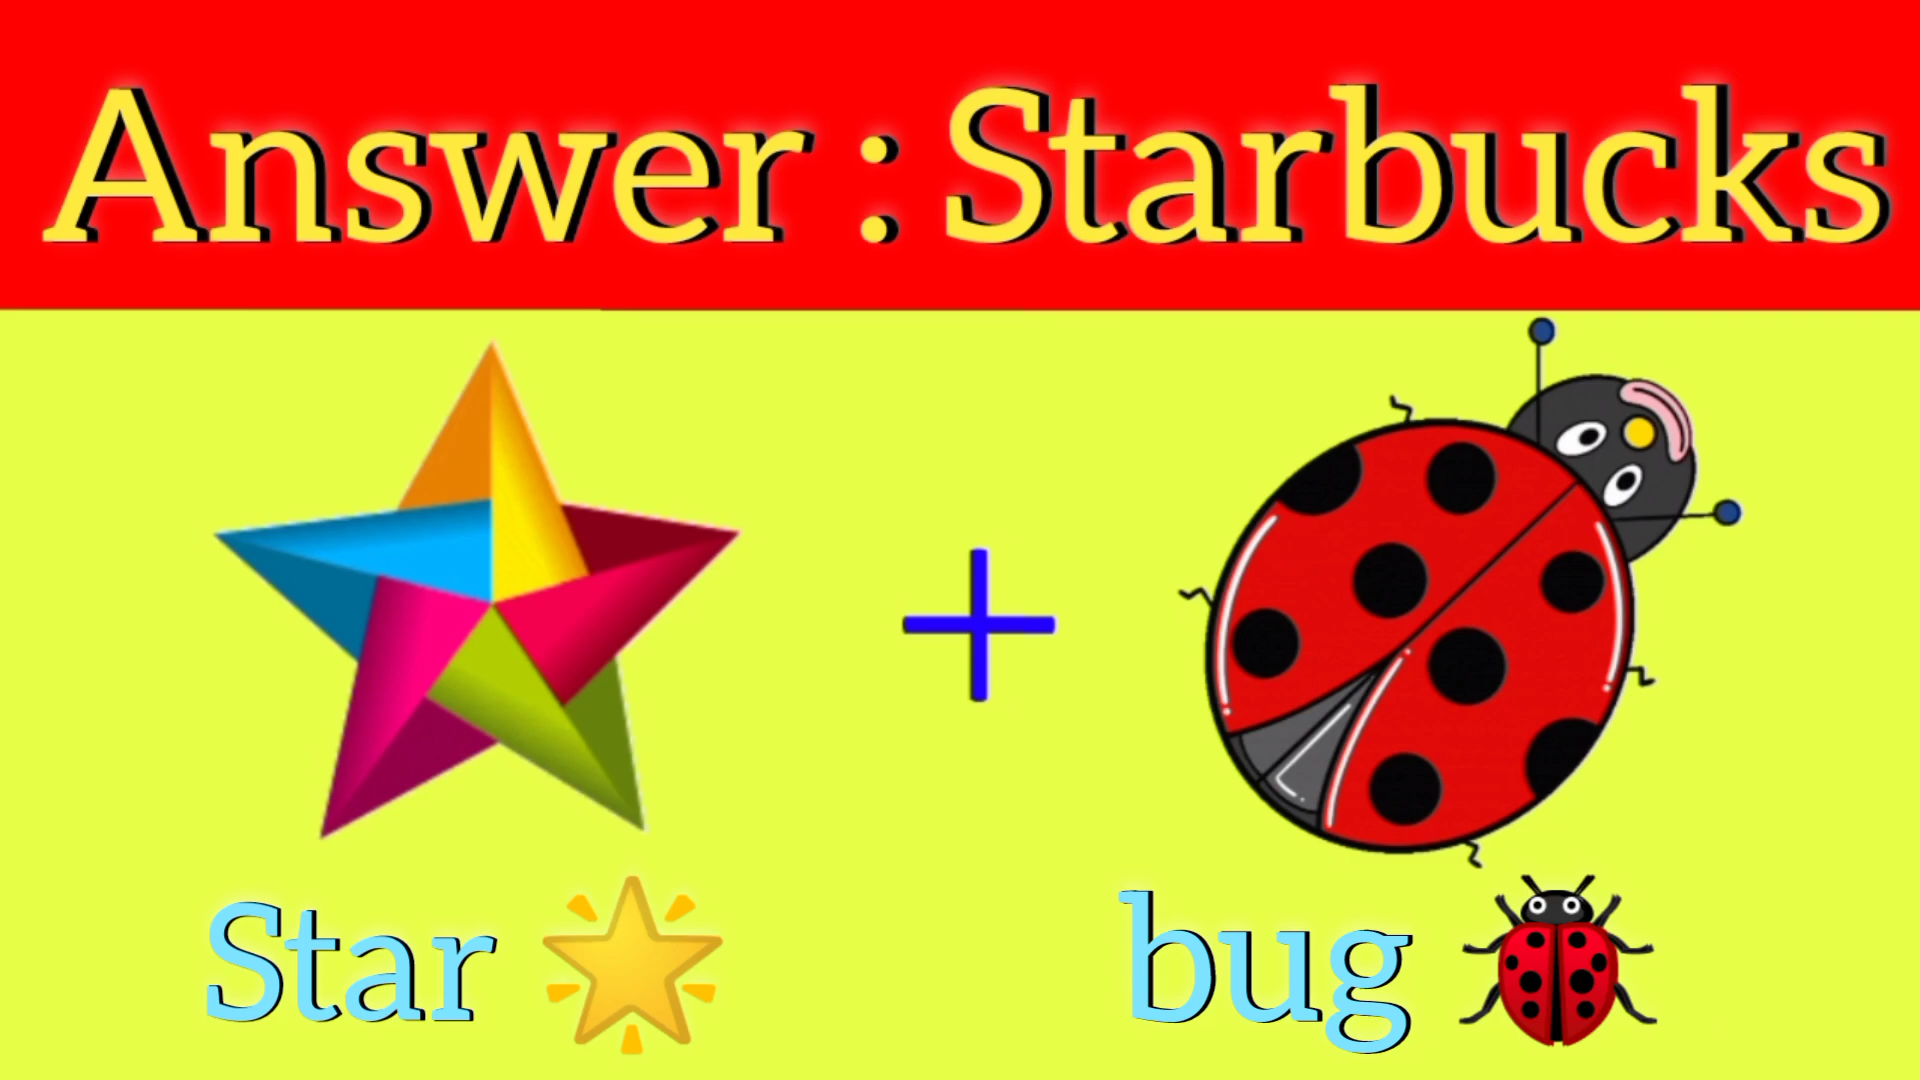 Answer : Starbucks
+
Star 🌟
bug 🐞